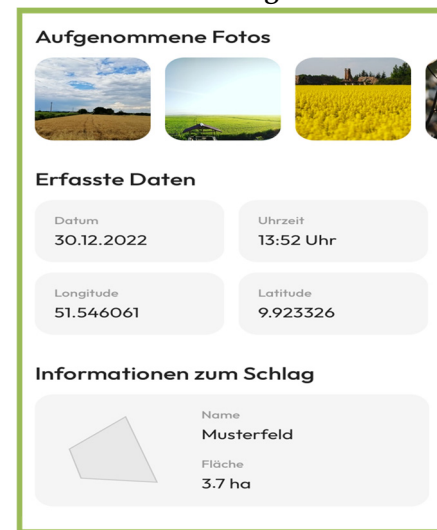 Aufgenommene Fotos
Erfasste Daten
Datum
30.12.2022
Uhrzeit
13:52 Uhr
Longitude
51.546061
Latitude
9.923326
Informationen zum Schlag
Name
Musterfeld
Fläche
3.7 ha